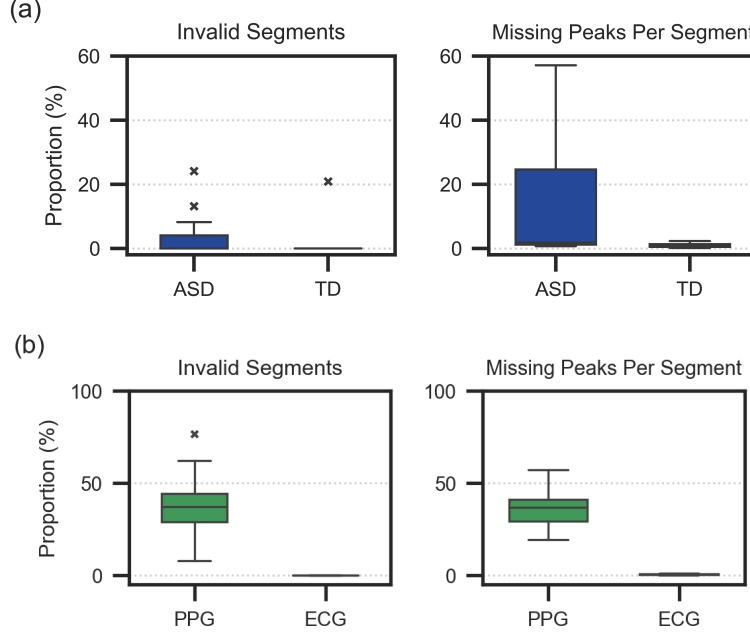 (a)
Invalid Segments
Missing Peaks Per Segment
Proportion (%)
60
40
20
0
ASD
TD
60
40
20
0
ASD
TD
(b)
Invalid Segments
Missing Peaks Per Segment
Proportion (%)
100
50
0
PPG
ECG
100
50
0
PPG
ECG